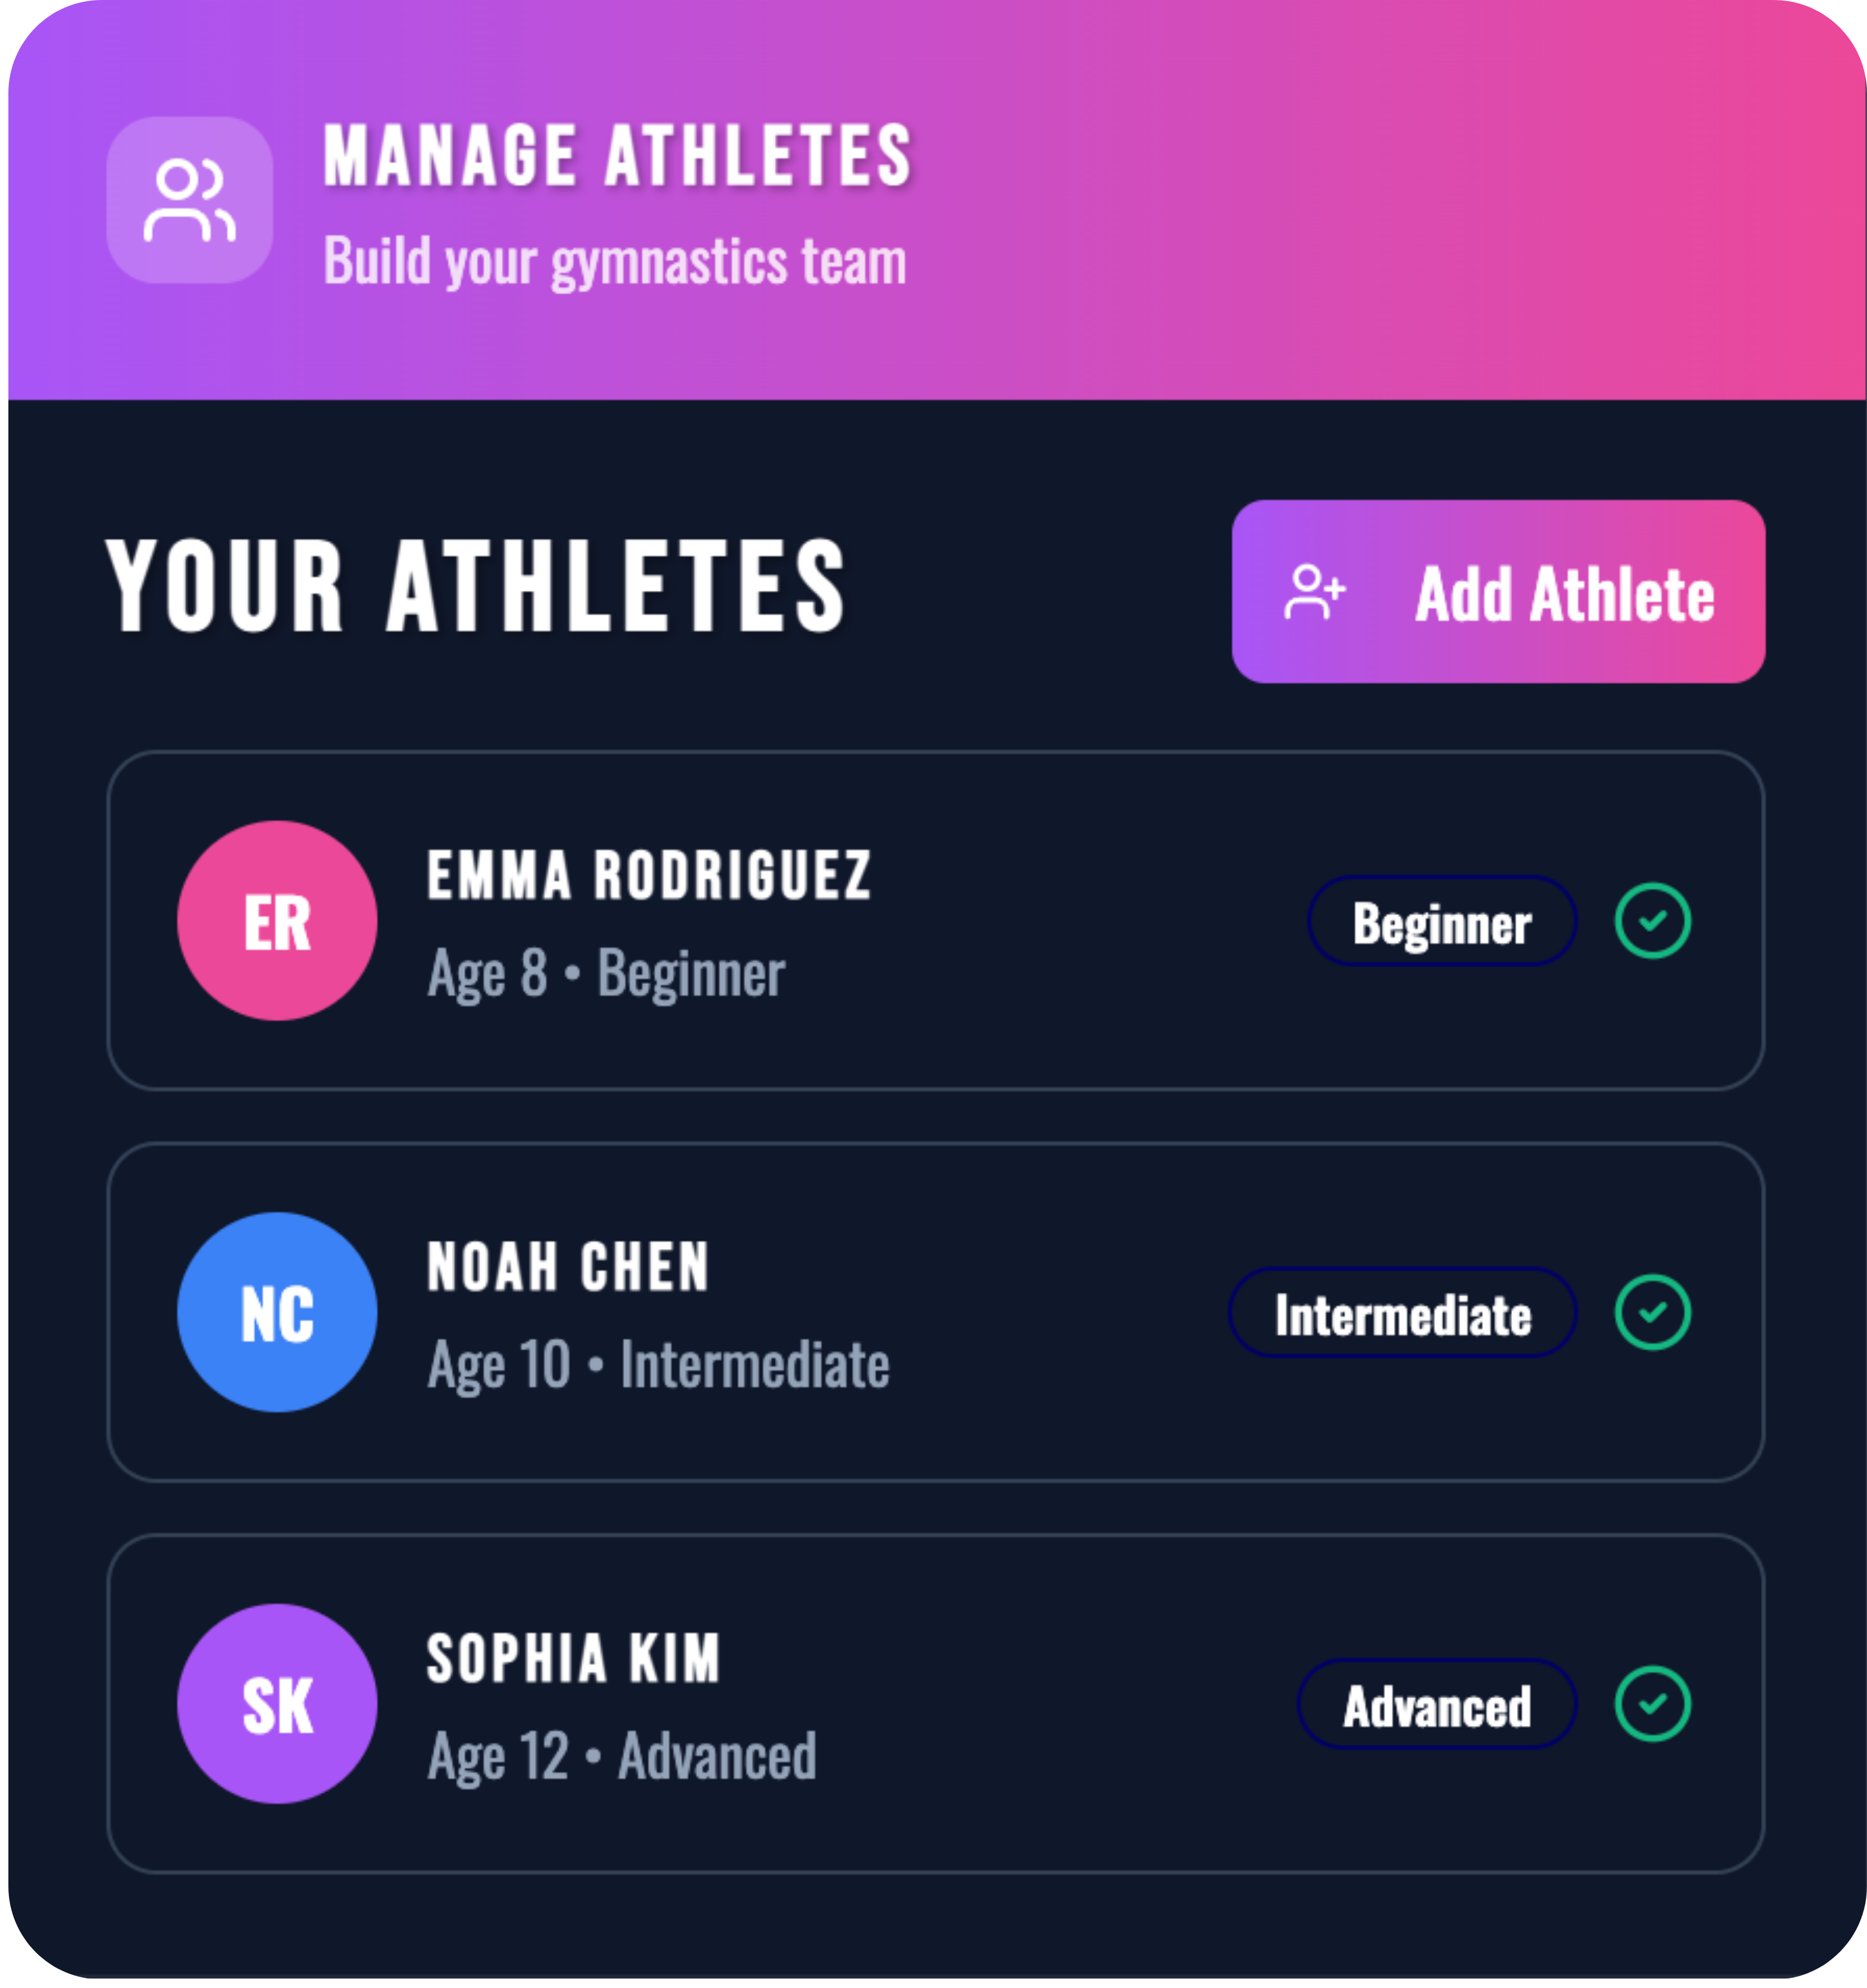 MANAGE ATHLETES
Build your gymnastics team
YOUR ATHLETES
Add Athlete
ER
EMMA RODRIGUEZ
Age 8 • Beginner
Beginner
NC
NOAH CHEN
Age 10 • Intermediate
Intermediate
SK
SOPHIA KIM
Age 12 • Advanced
Advanced